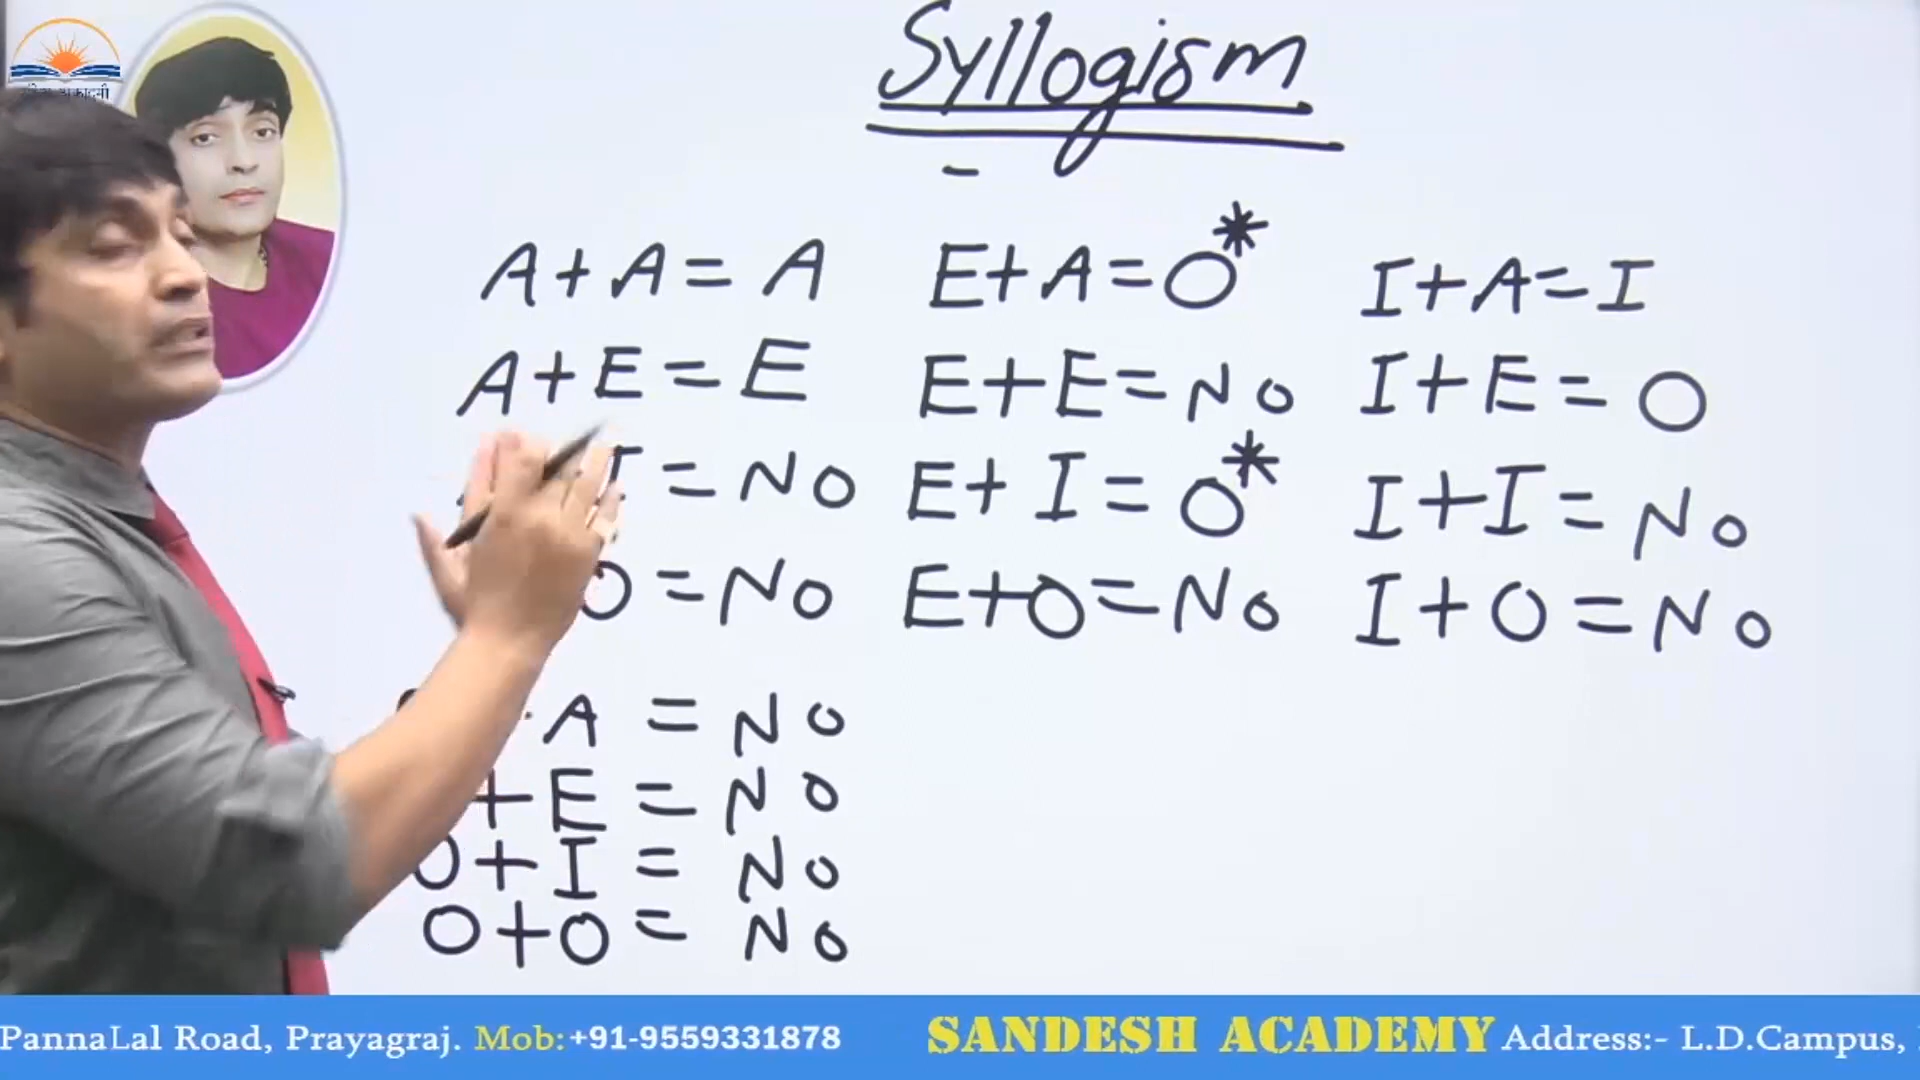 Syllogism
A+A=A E+A=O* I+A=I
A+E=E E+E=No I+E=O
I=No E+I=O* I+I=No
O=No E+O=No I+O=No
A=No
+E=No
O+I=No
O+O=No
PannaLal Road, Prayagraj. Mob:+91-9559331878 SANDESH ACADEMY Address:- L.D.Campus,